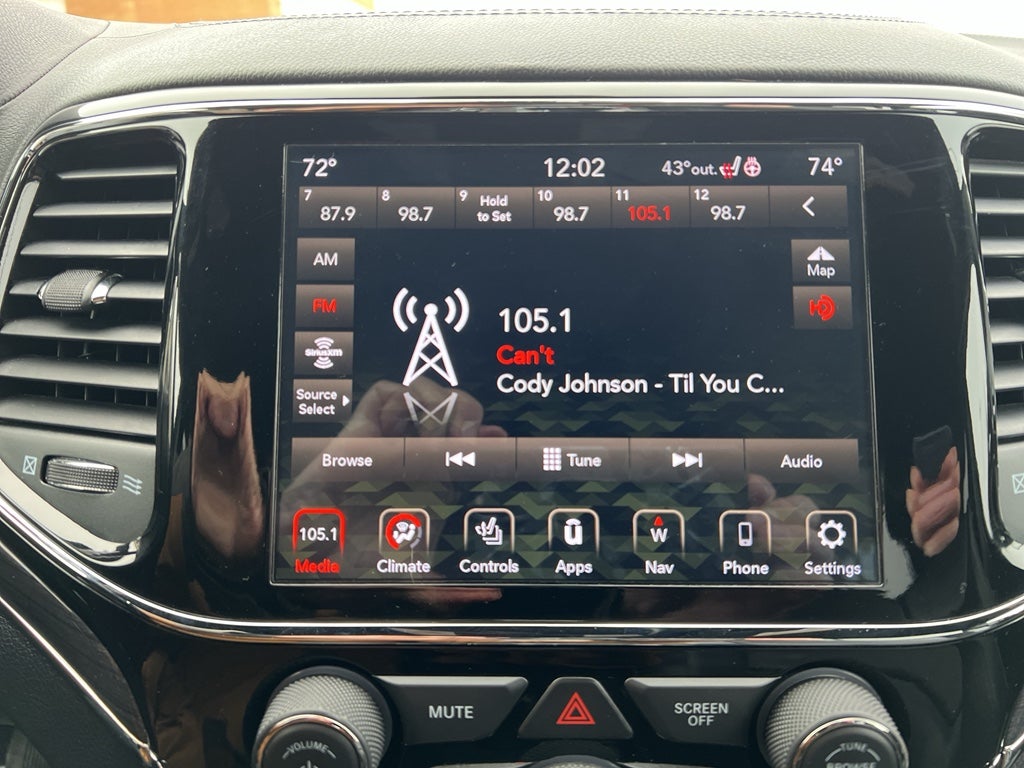 72° 12:02 43°out. 74°
7 87.9 8 98.7 9 Hold to Set 10 98.7 11 105.1 12 98.7
AM
Map
FM
105.1
SiriusXM
Can't
Cody Johnson - Til You C...
Source
Select
Browse Tune Audio
105.1 W
Media Climate Controls Apps Nav Phone Settings
MUTE SCREEN
OFF
VOLUME TUNE
BROWSE